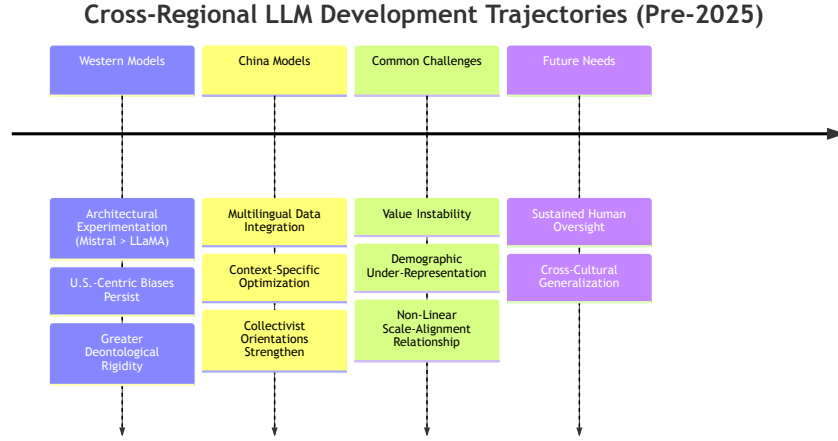 Cross-Regional LLM Development Trajectories (Pre-2025)
Western Models
China Models
Common Challenges
Future Needs
Architectural
Experimentation
(Mistral > LLaMA)
U.S.-Centric Biases
Persist
Greater
Deontological
Rigidity
Multilingual Data
Integration
Context-Specific
Optimization
Collectivist
Orientations
Strengthen
Value Instability
Demographic
Under-Representation
Non-Linear
Scale-Alignment
Relationship
Sustained Human
Oversight
Cross-Cultural
Generalization